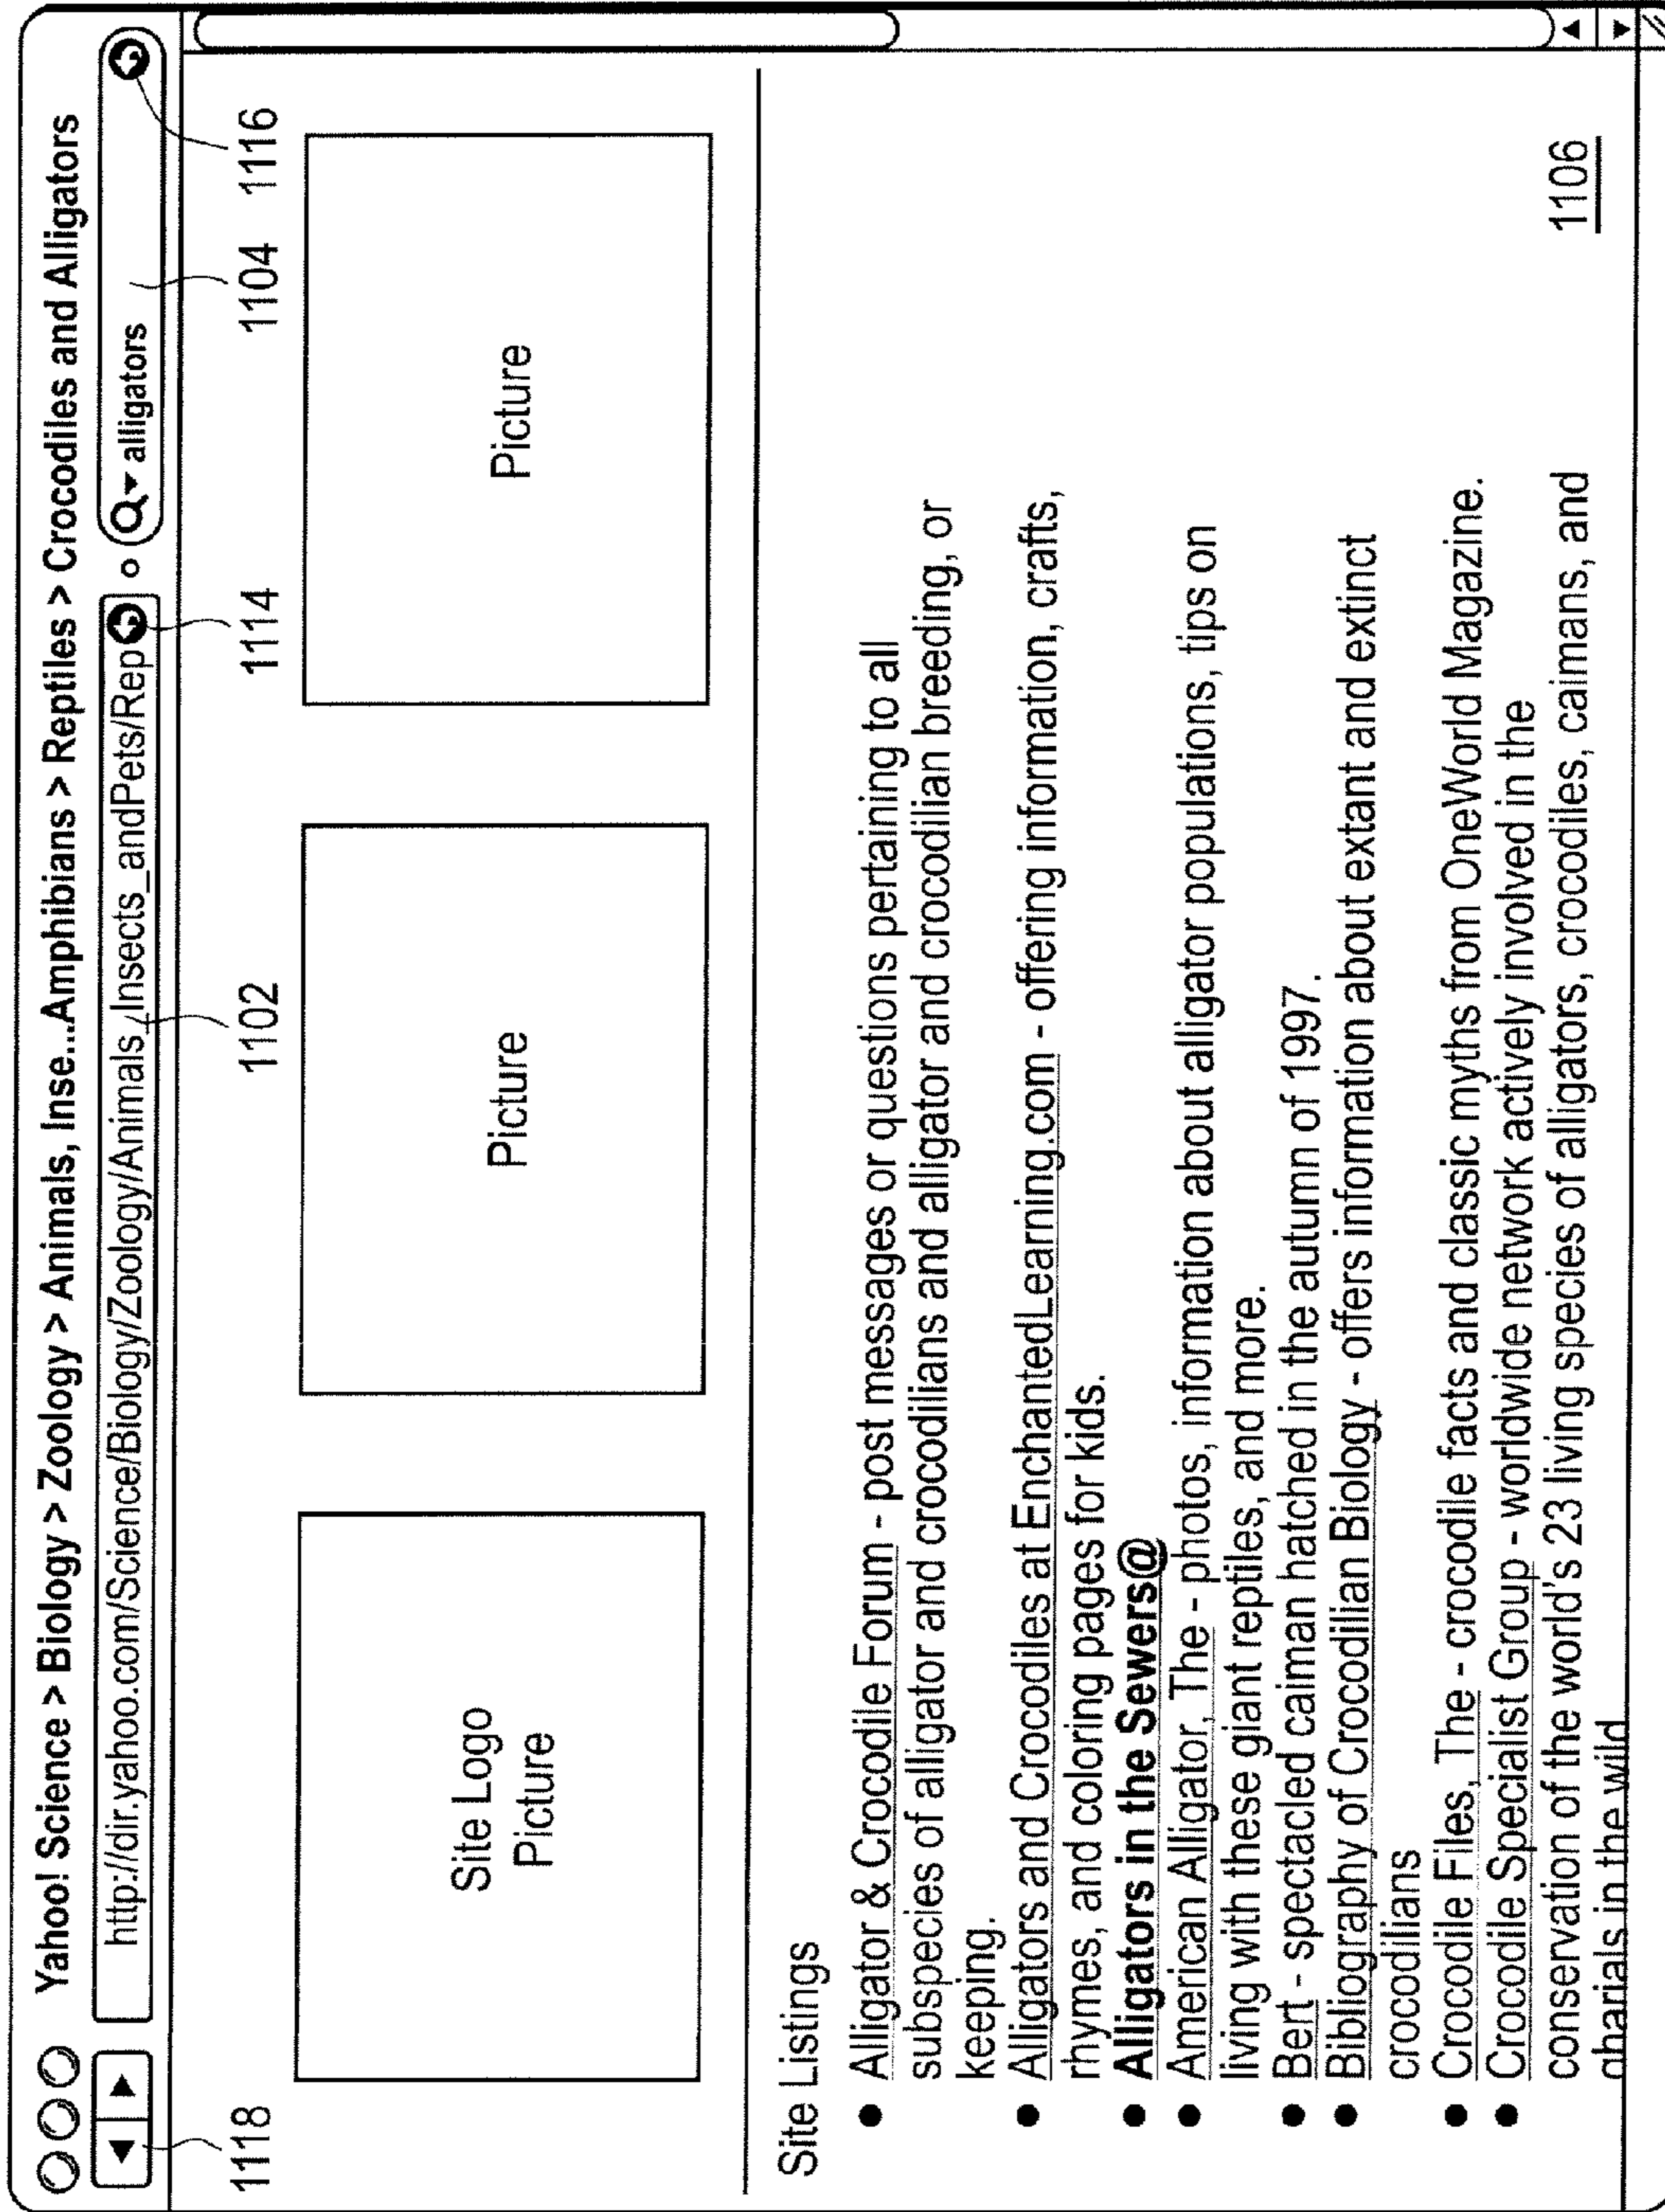 Yahoo! Science > Biology > Zoology > Animals, Inse...Amphibians > Reptiles > Crocodiles and Alligators
http://dir.yahoo.com/Science/Biology/Zoology/Animals_Insects_andPets/Rep
alligators
1118
1102
1114
1104
1116
Site Logo
Picture
Picture
Picture
Site Listings
● Alligator & Crocodile Forum - post messages or questions pertaining to all
subspecies of alligator and crocodilians and alligator and crocodilian breeding, or
keeping.
● Alligators and Crocodiles at EnchantedLearning.com - offering information, crafts,
rhymes, and coloring pages for kids.
● Alligators in the Sewers@
● American Alligator, The - photos, information about alligator populations, tips on
living with these giant reptiles, and more.
● Bert - spectacled caiman hatched in the autumn of 1997.
● Bibliography of Crocodilian Biology - offers information about extant and extinct
crocodilians
● Crocodile Files, The - crocodile facts and classic myths from OneWorld Magazine.
● Crocodile Specialist Group - worldwide network actively involved in the
conservation of the world's 23 living species of alligators, crocodiles, caimans, and
gharials in the wild
1106